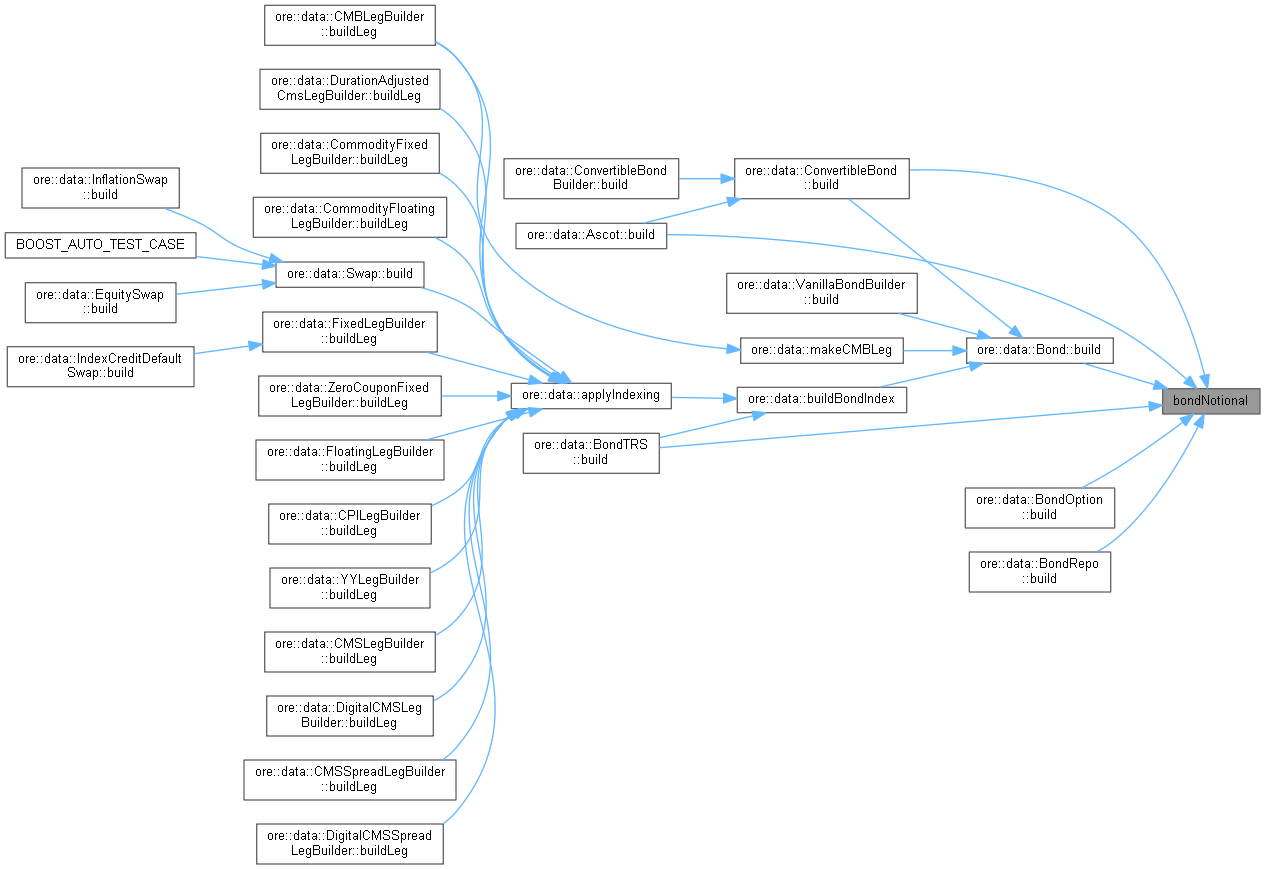 ore::data::CMBLegBuilder
::buildLeg
ore::data::DurationAdjusted
CmsLegBuilder::buildLeg
ore::data::CommodityFixed
LegBuilder::buildLeg
ore::data::CommodityFloating
LegBuilder::buildLeg
ore::data::InflationSwap
::build
BOOST_AUTO_TEST_CASE
ore::data::EquitySwap
::build
ore::data::IndexCreditDefault
Swap::build
ore::data::Swap::build
ore::data::FixedLegBuilder
::buildLeg
ore::data::ZeroCouponFixed
LegBuilder::buildLeg
ore::data::FloatingLegBuilder
::buildLeg
ore::data::CPILegBuilder
::buildLeg
ore::data::YYLegBuilder
::buildLeg
ore::data::CMSLegBuilder
::buildLeg
ore::data::DigitalCMSLeg
Builder::buildLeg
ore::data::CMSSpreadLegBuilder
::buildLeg
ore::data::DigitalCMSSpread
LegBuilder::buildLeg
ore::data::ConvertibleBond
Builder::build
ore::data::Ascot::build
ore::data::applyIndexing
ore::data::BondTRS
::build
ore::data::ConvertibleBond
::build
ore::data::VanillaBondBuilder
::build
ore::data::makeCMBLeg
ore::data::buildBondIndex
ore::data::Bond::build
ore::data::BondOption
::build
ore::data::BondRepo
::build
bondNotional